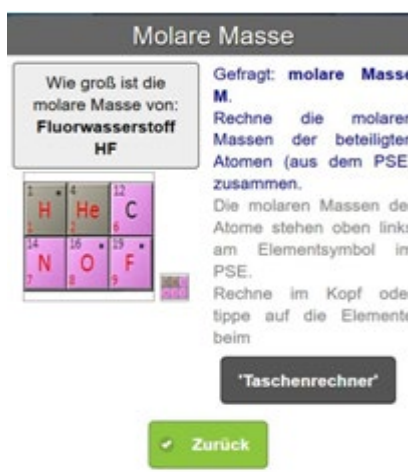 Molare Masse
Wie groß ist die
molare Masse von:
Fluorwasserstoff
HF
1 H 1
4 He 2
12 C 6
14 N 7
16 O 8
19 F 9
Gefragt: molare Masse
M.
Rechne die molaren
Massen der beteiligten
Atomen (aus dem PSE
zusammen.
Die molaren Massen de
Atome stehen oben links
am Elementsymbol im
PSE.
Rechne im Kopf ode
tippe auf die Elemente
beim
"Taschenrechner"
Zurück